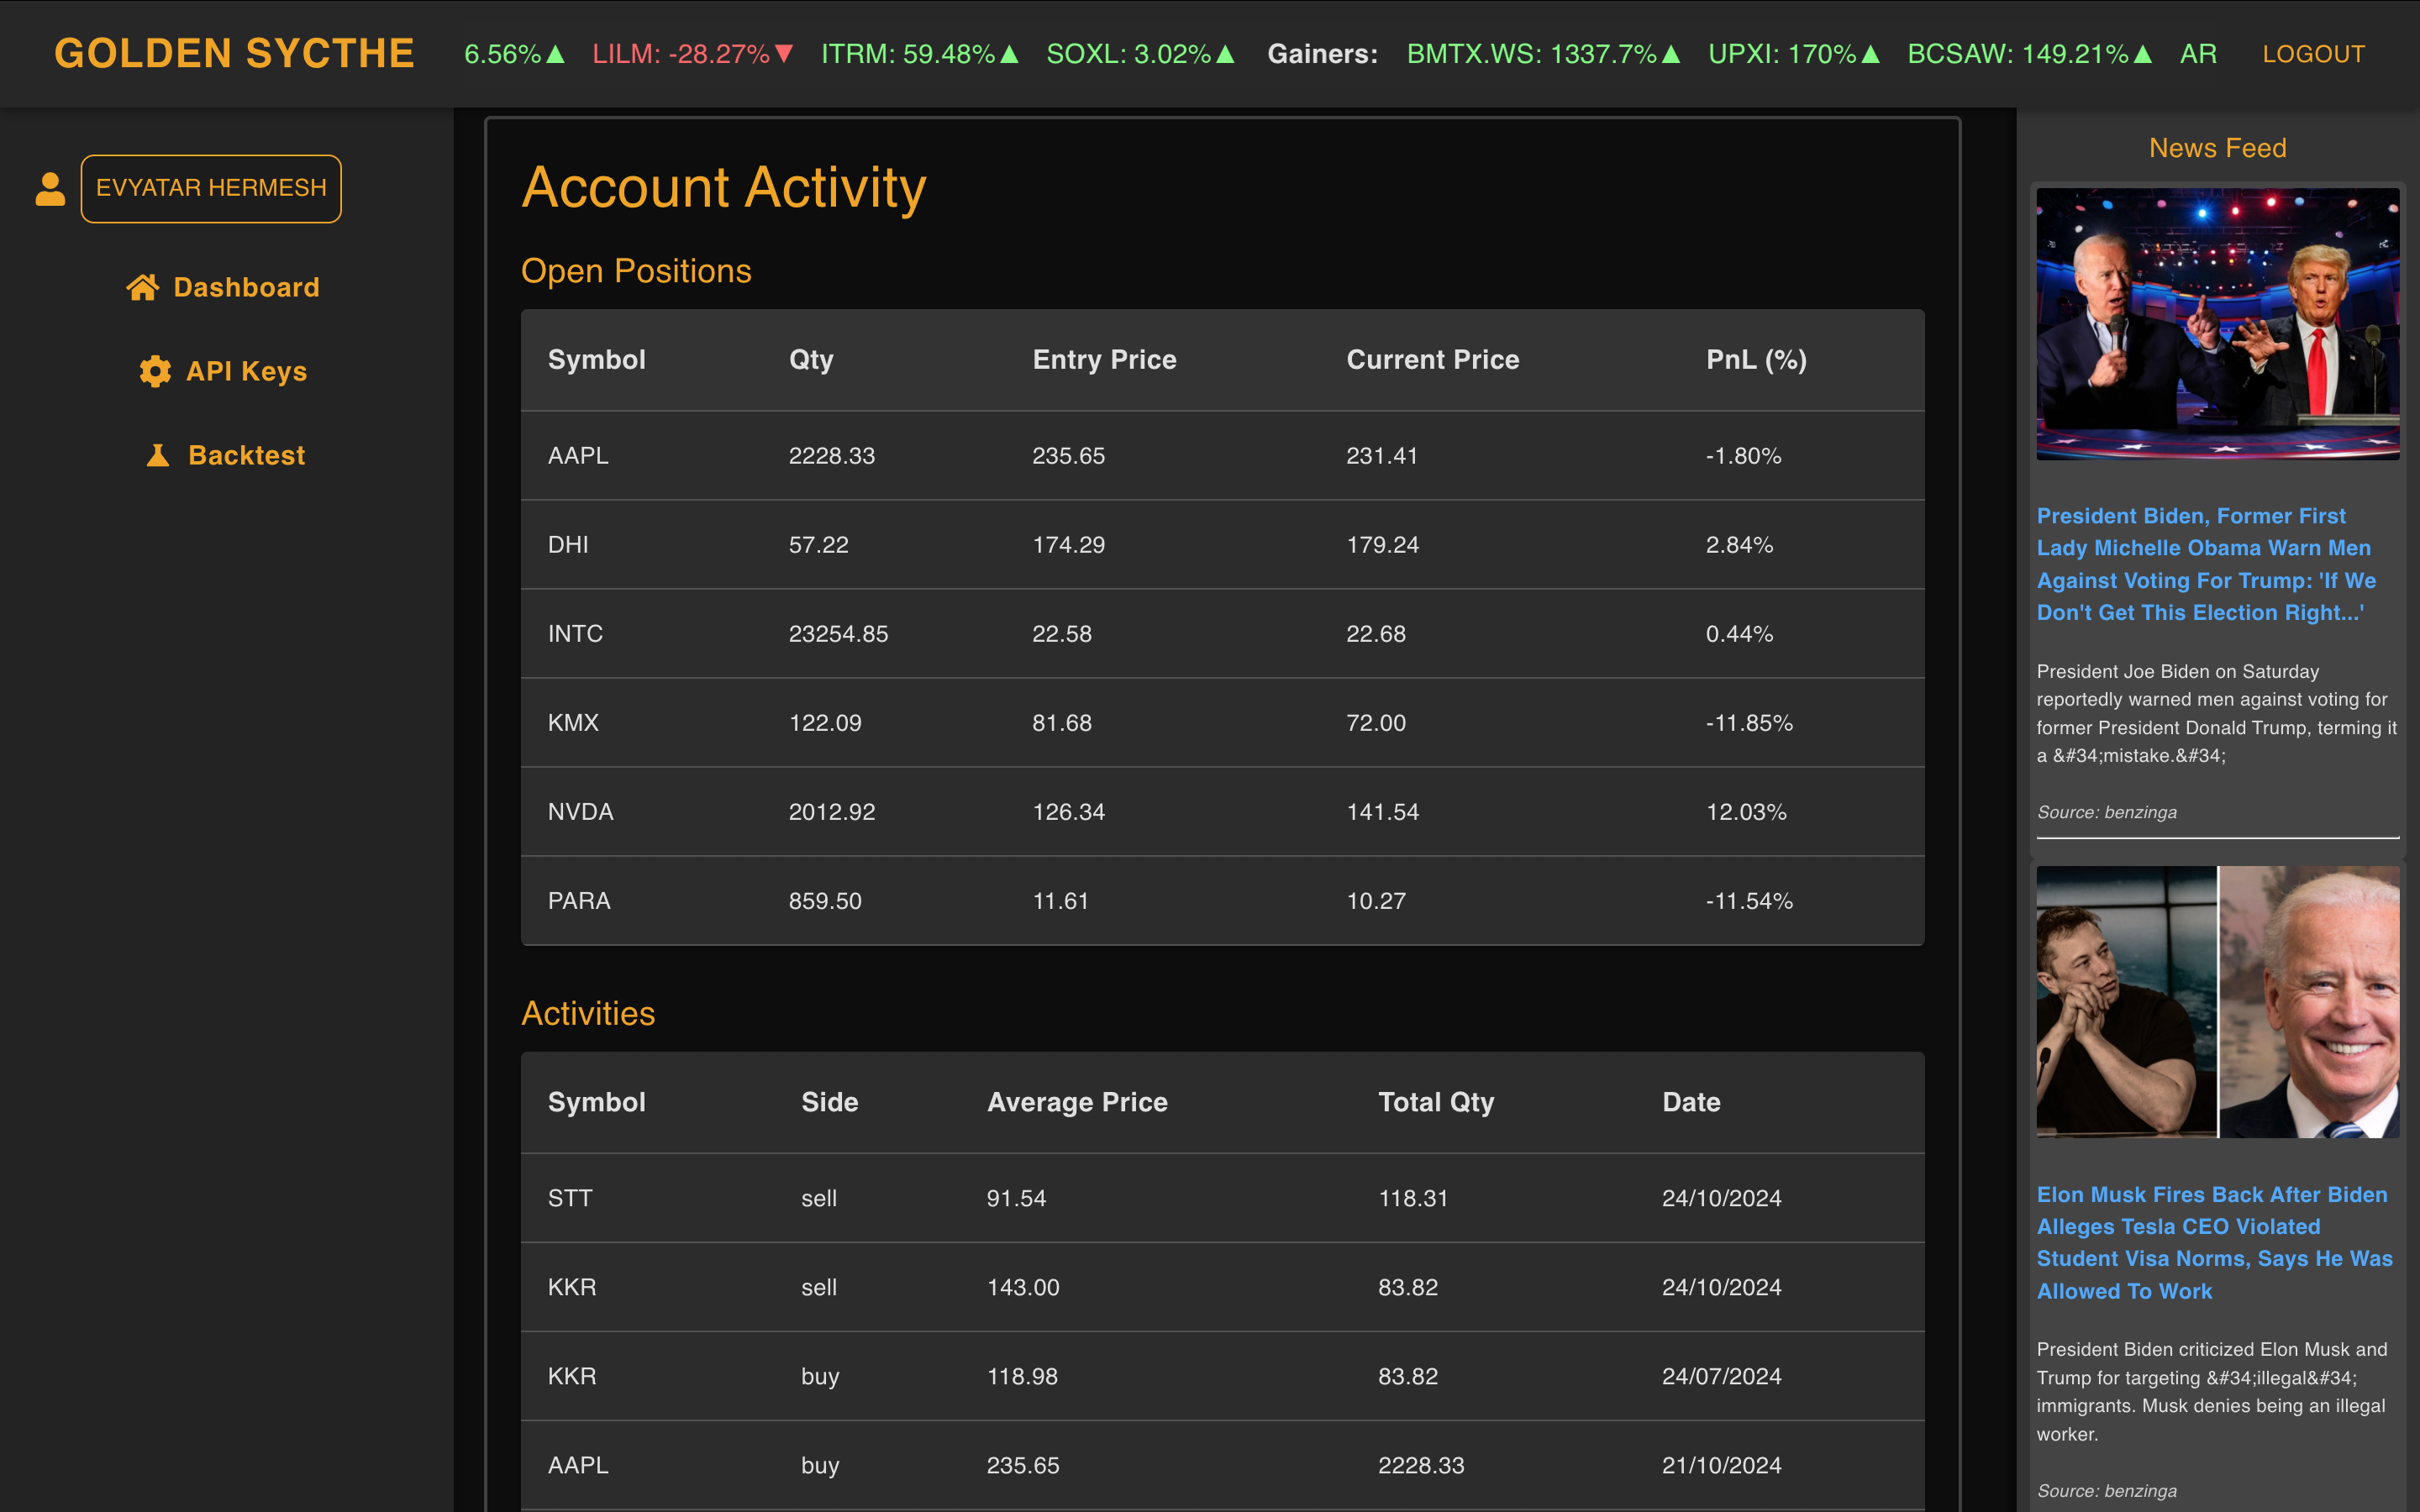 GOLDEN SYCTHE 6.56%▲ LILM: -28.27%▼ ITRM: 59.48%▲ SOXL: 3.02%▲ Gainers: BMTX.WS: 1337.7%▲ UPXI: 170%▲ BCSAW: 149.21%▲ AR LOGOUT
EVYATAR HERMESH
Dashboard
API Keys
Backtest
Account Activity
Open Positions
Symbol Qty Entry Price Current Price PnL (%)
AAPL 2228.33 235.65 231.41 -1.80%
DHI 57.22 174.29 179.24 2.84%
INTC 23254.85 22.58 22.68 0.44%
KMX 122.09 81.68 72.00 -11.85%
NVDA 2012.92 126.34 141.54 12.03%
PARA 859.50 11.61 10.27 -11.54%
Activities
Symbol Side Average Price Total Qty Date
STT sell 91.54 118.31 24/10/2024
KKR sell 143.00 83.82 24/10/2024
KKR buy 118.98 83.82 24/07/2024
AAPL buy 235.65 2228.33 21/10/2024
News Feed
President Biden, Former First
Lady Michelle Obama Warn Men
Against Voting For Trump: 'If We
Don't Get This Election Right...'
President Joe Biden on Saturday
reportedly warned men against voting for
former President Donald Trump, terming it
a &#34;mistake.&#34;
Source: benzinga
Elon Musk Fires Back After Biden
Alleges Tesla CEO Violated
Student Visa Norms, Says He Was
Allowed To Work
President Biden criticized Elon Musk and
Trump for targeting &#34;illegal&#34;
immigrants. Musk denies being an illegal
worker.
Source: benzinga